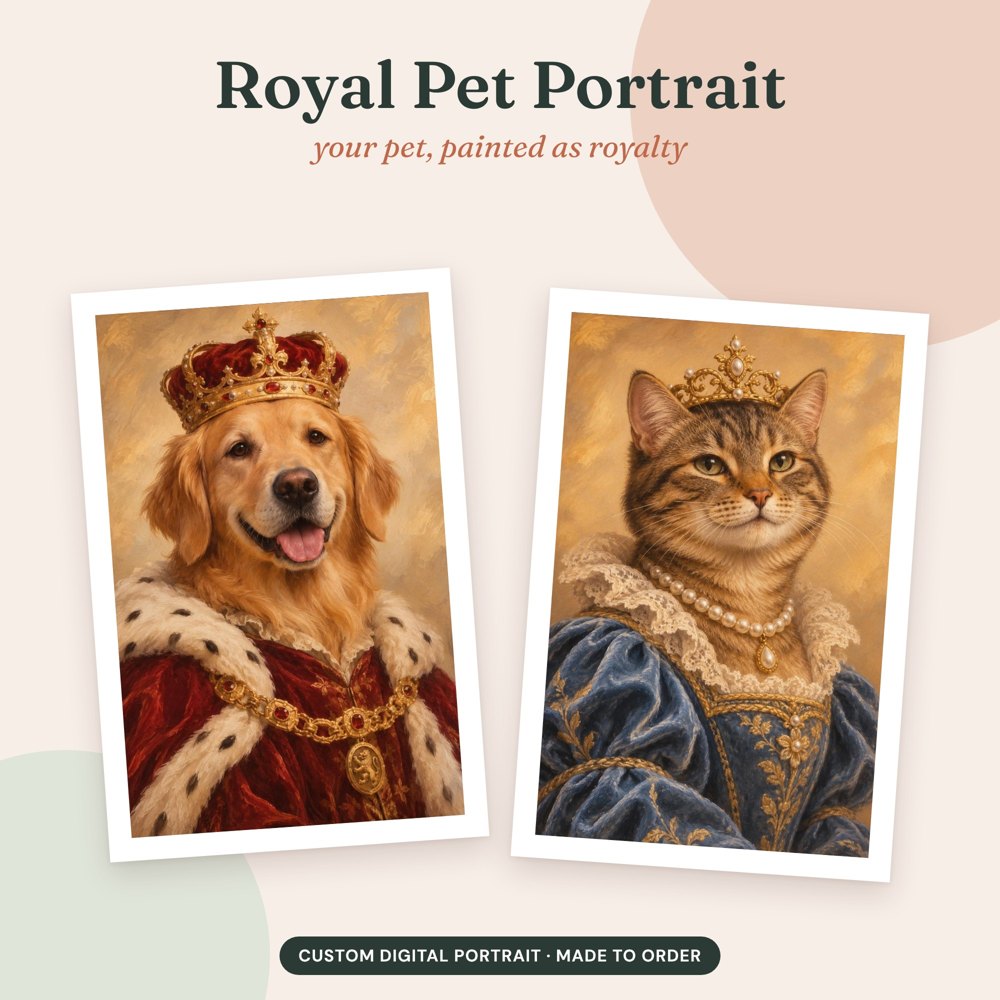 Royal Pet Portrait
your pet, painted as royalty
CUSTOM DIGITAL PORTRAIT · MADE TO ORDER